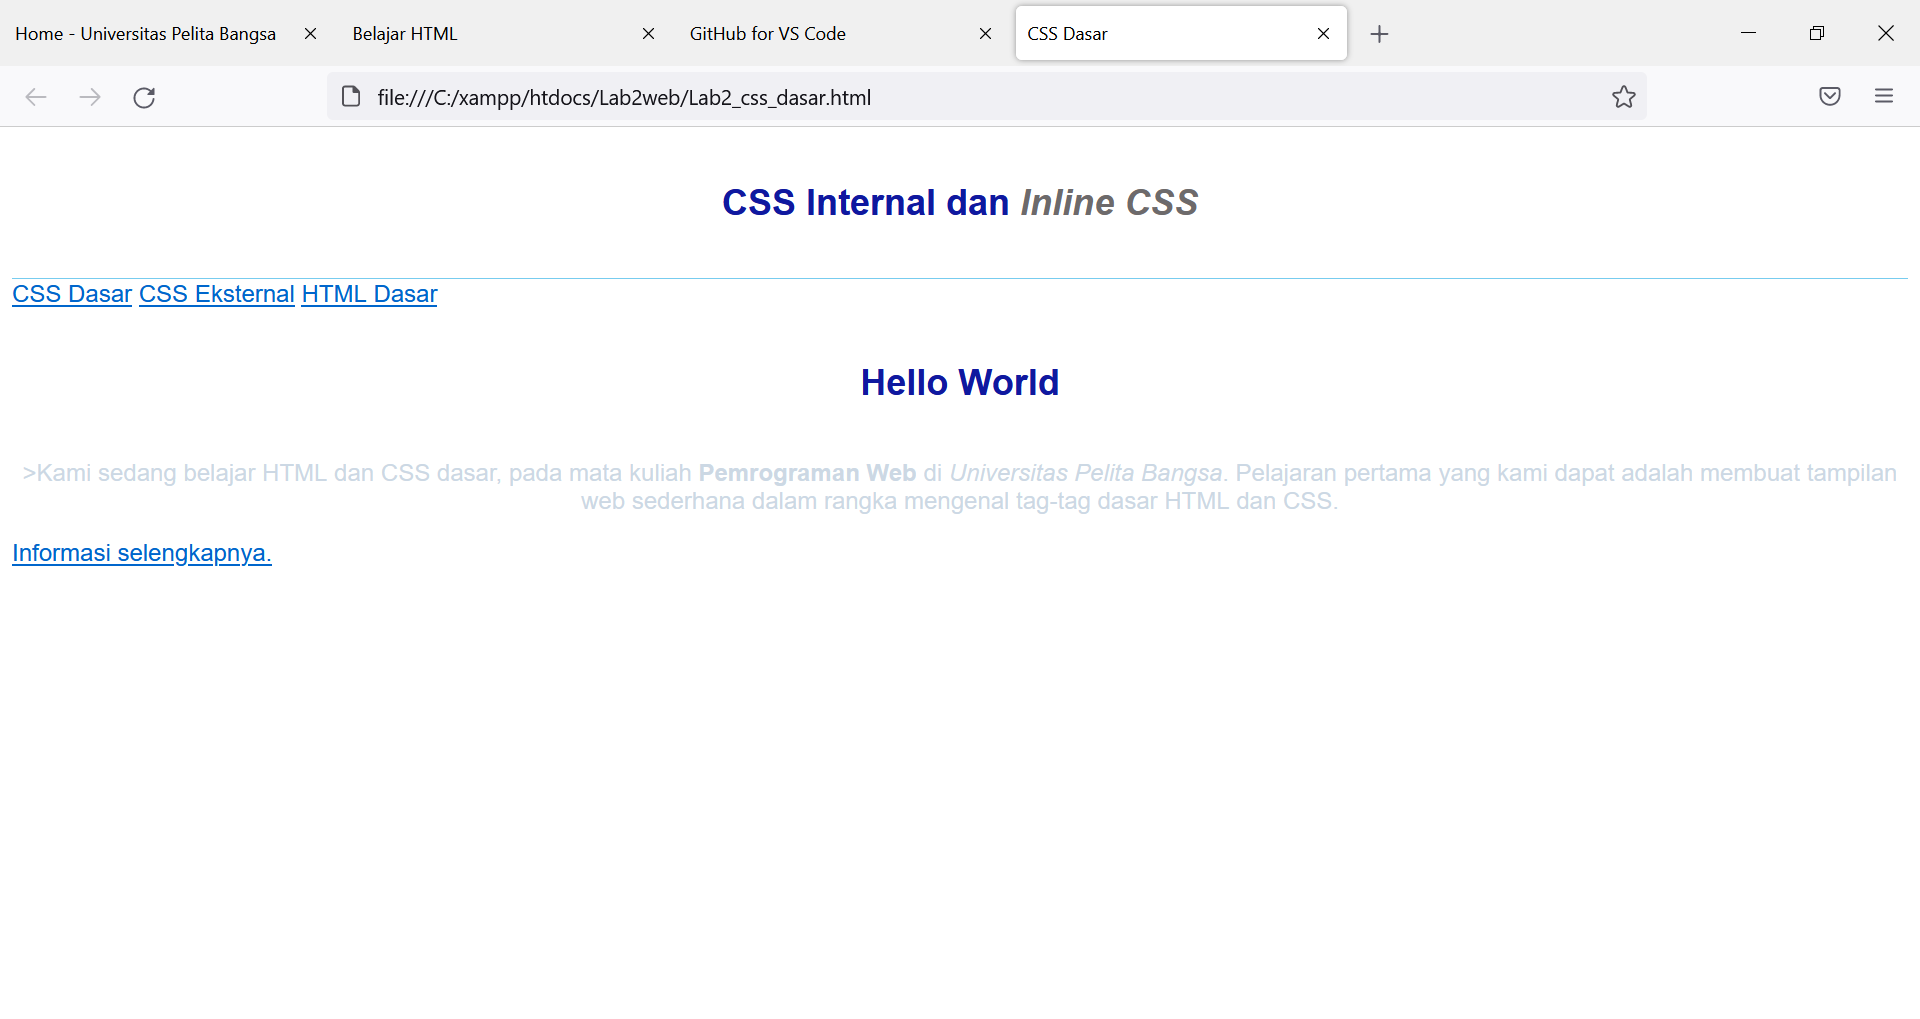 Home - Universitas Pelita Bangsa
Belajar HTML
GitHub for VS Code
CSS Dasar
file:///C:/xampp/htdocs/Lab2web/Lab2_css_dasar.html
CSS Internal dan Inline CSS
CSS Dasar CSS Eksternal HTML Dasar
Hello World
>Kami sedang belajar HTML dan CSS dasar, pada mata kuliah Pemrograman Web di Universitas Pelita Bangsa. Pelajaran pertama yang kami dapat adalah membuat tampilan
web sederhana dalam rangka mengenal tag-tag dasar HTML dan CSS.
Informasi selengkapnya.